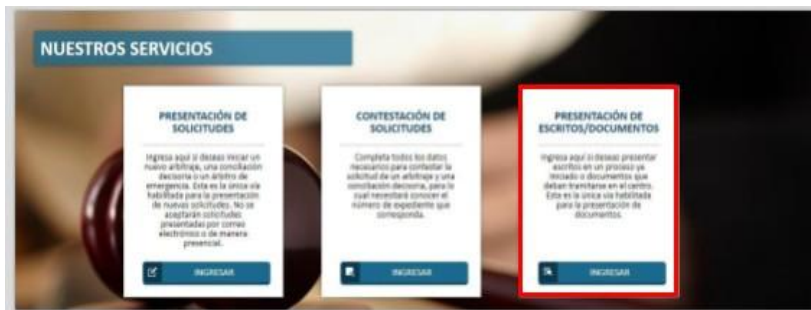 NUESTROS SERVICIOS
PRESENTACIÓN DE
SOLICITUDES
Ingresa aquí si deseas iniciar un
nuevo arbitraje, una conciliación
decisoria o un árbitro de
emergencia. Esta es la única vía
habilitada para la presentación
de nuevas solicitudes. No se
aceptarán solicitudes
presentadas por correo
electrónico o de manera
presencial.
INGRESAR
CONTESTACIÓN DE
SOLICITUDES
Completa todos los datos
necesarios para contestar la
solicitud de un arbitraje y una
conciliación decisoria, para lo
cual necesitará conocer el
número de expediente que
corresponda.
INGRESAR
PRESENTACIÓN DE
ESCRITOS/DOCUMENTOS
Ingresa aquí si deseas presentar
escritos en un proceso ya
iniciado o documentos que
deban tramitarse en el centro.
Esta es la única vía habilitada
para la presentación de
documentos.
INGRESAR